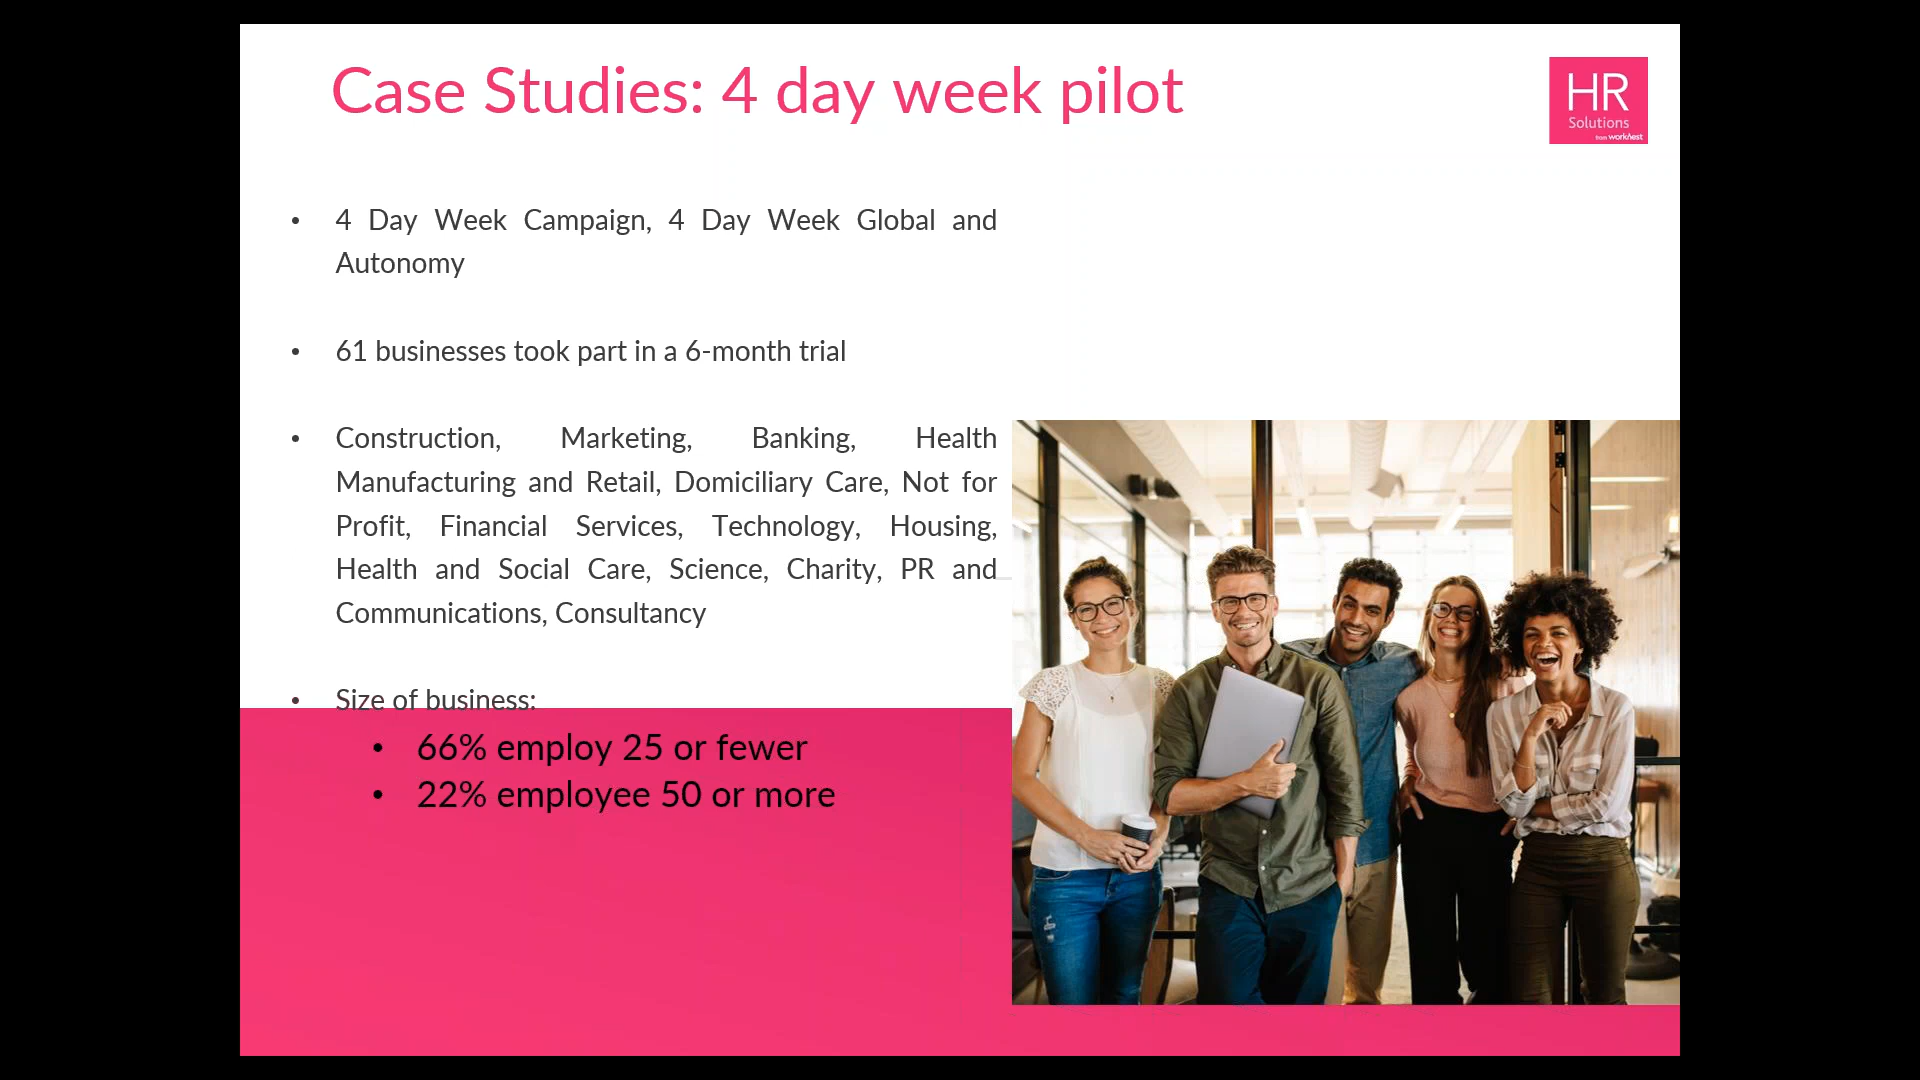 Case Studies: 4 day week pilot
HR
Solutions
from worknest
• 4 Day Week Campaign, 4 Day Week Global and
Autonomy
• 61 businesses took part in a 6-month trial
• Construction, Marketing, Banking, Health
Manufacturing and Retail, Domiciliary Care, Not for
Profit, Financial Services, Technology, Housing,
Health and Social Care, Science, Charity, PR and
Communications, Consultancy
• Size of business:
• 66% employ 25 or fewer
• 22% employee 50 or more